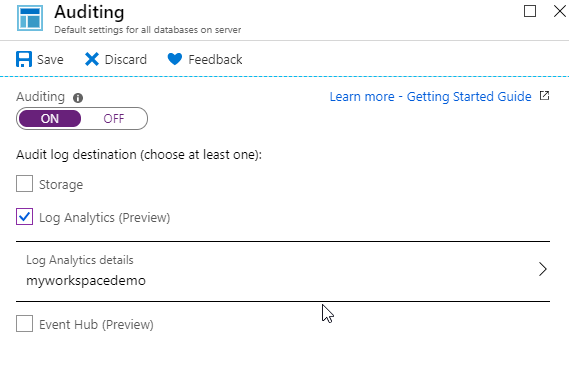 Auditing
Default settings for all databases on server
Save Discard Feedback
Auditing Learn more - Getting Started Guide
ON OFF
Audit log destination (choose at least one):
Storage
Log Analytics (Preview)
Log Analytics details
myworkspacedemo
Event Hub (Preview)